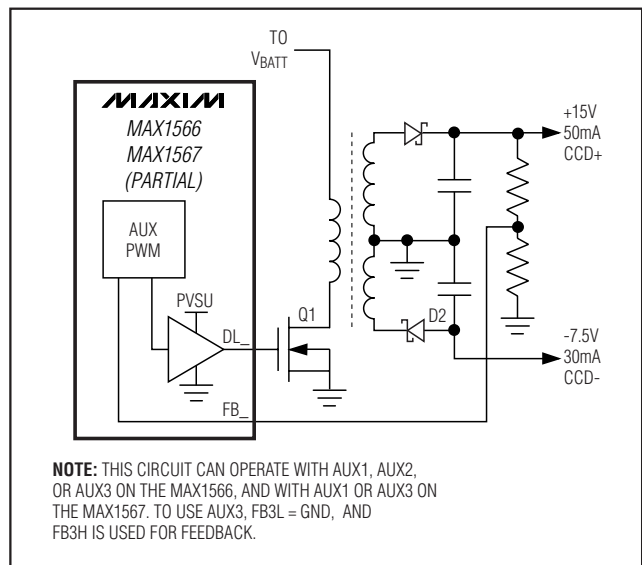 TO
VBATT
MAXIM
MAX1566
MAX1567
(PARTIAL)
AUX
PWM
PVSU
DL_
Q1
FB_
D2
+15V
50mA
CCD+
-7.5V
30mA
CCD-
NOTE: THIS CIRCUIT CAN OPERATE WITH AUX1, AUX2,
OR AUX3 ON THE MAX1566, AND WITH AUX1 OR AUX3 ON
THE MAX1567. TO USE AUX3, FB3L = GND, AND
FB3H IS USED FOR FEEDBACK.